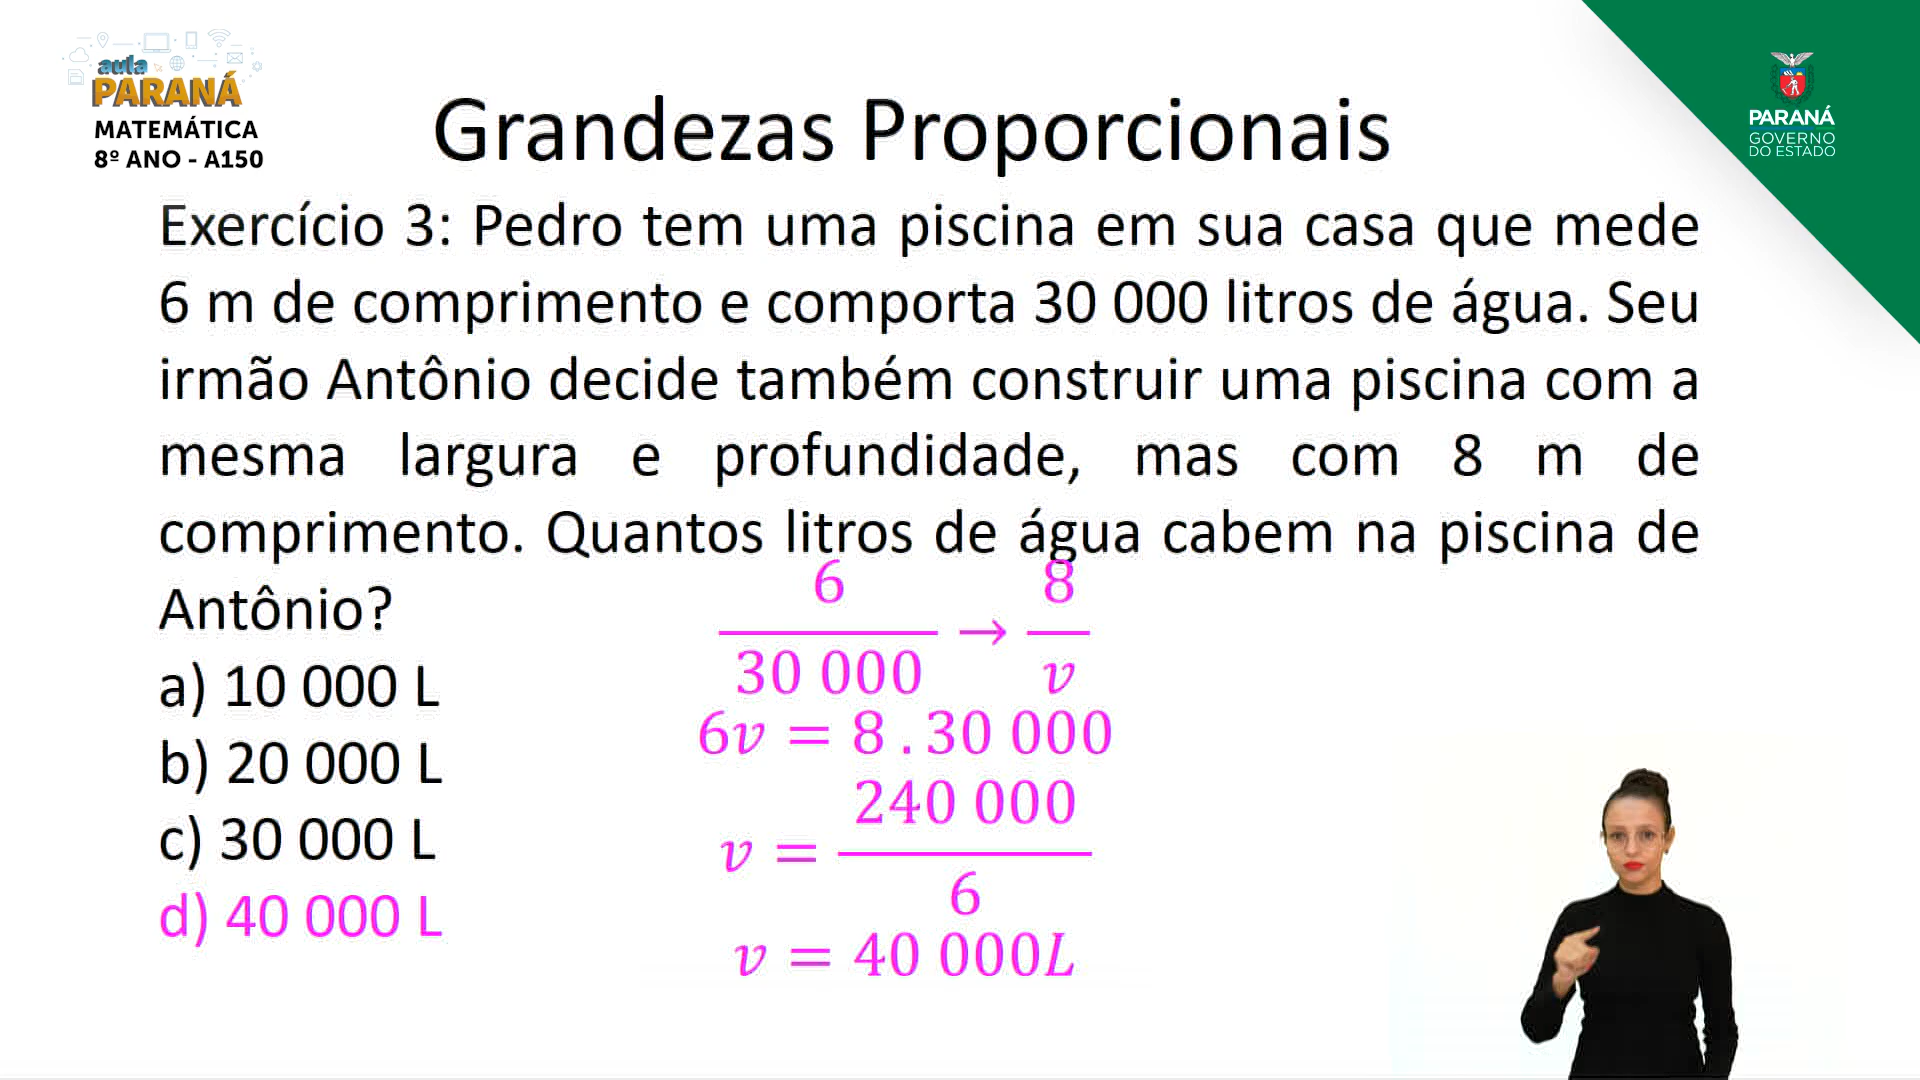 aula
PARANÁ
MATEMÁTICA
8º ANO - A150
PARANÁ
GOVERNO
DO ESTADO
Grandezas Proporcionais
Exercício 3: Pedro tem uma piscina em sua casa que mede
6 m de comprimento e comporta 30 000 litros de água. Seu
irmão Antônio decide também construir uma piscina com a
mesma largura e profundidade, mas com 8 m de
comprimento. Quantos litros de água cabem na piscina de
Antônio?
a) 10 000 L
b) 20 000 L
c) 30 000 L
d) 40 000 L
6/30 000 → 8/v
6v = 8 . 30 000
v = 240 000/6
v = 40 000L